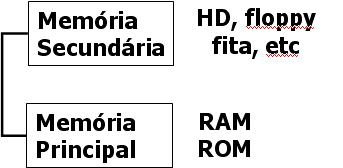 Memória
Secundária
HD, floppy
fita, etc
Memória
Principal
RAM
ROM